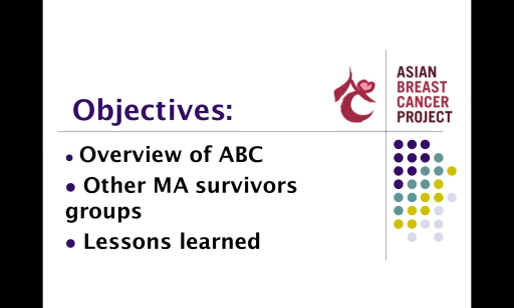 Objectives:
ASIAN
BREAST
CANCER
PROJECT
• Overview of ABC
• Other MA survivors
groups
• Lessons learned